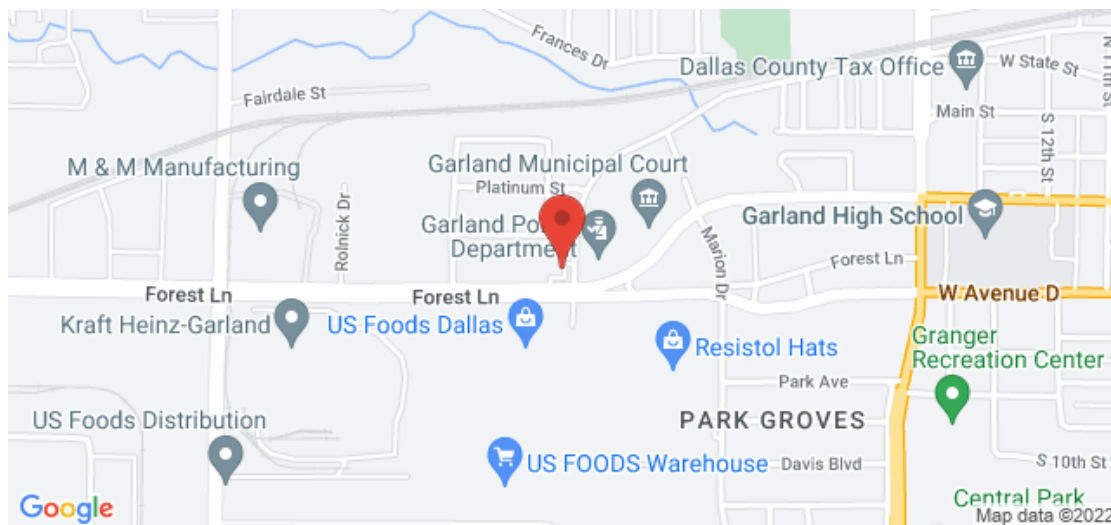 Frances Dr
Dallas County Tax Office
W State St
Fairdale St
Main St
S 12th St
M & M Manufacturing
Garland Municipal Court
Platinum St
Rolnick Dr
Garland
Department
Garland High School
Marion Dr
Forest Ln
Forest Ln
Forest Ln
W Avenue D
Kraft Heinz-Garland
US Foods Dallas
Resistol Hats
Granger
Recreation Center
Park Ave
US Foods Distribution
PARK GROVES
US FOODS Warehouse
Davis Blvd
S 10th St
Central Park
Google
Map data ©2022